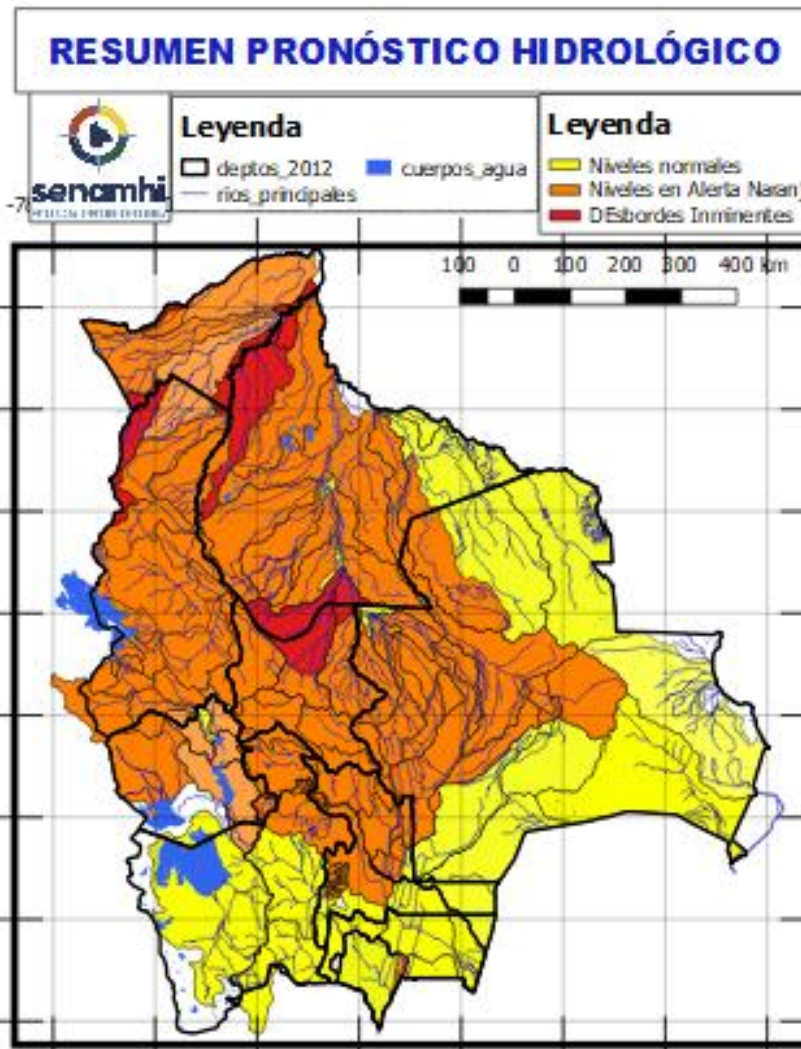 RESUMEN PRONÓSTICO HIDROLÓGICO
senamhi
Leyenda
deptos_2012
cuerpos_agua
rios_principales
Leyenda
Niveles normales
Niveles en Alerta Naranj
DEsbordes Inminentes
100 0 100 200 300 400 km